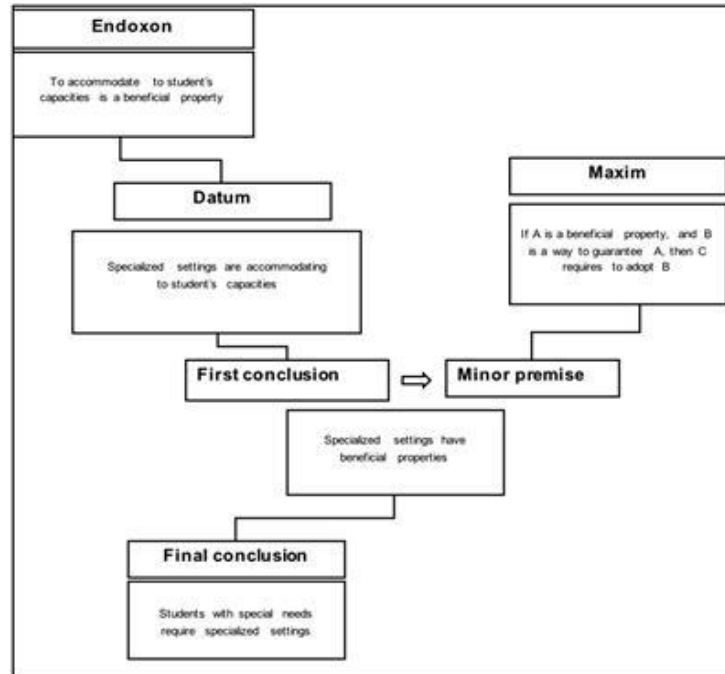 Endoxon
To accommodate to student's
capacities is a beneficial property
Datum
Specialized settings are accommodating
to student's capacities
Maxim
If A is a beneficial property, and B
is a way to guarantee A, then C
requires to adopt B
First conclusion
Minor premise
Specialized settings have
beneficial properties
Final conclusion
Students with special needs
require specialized settings